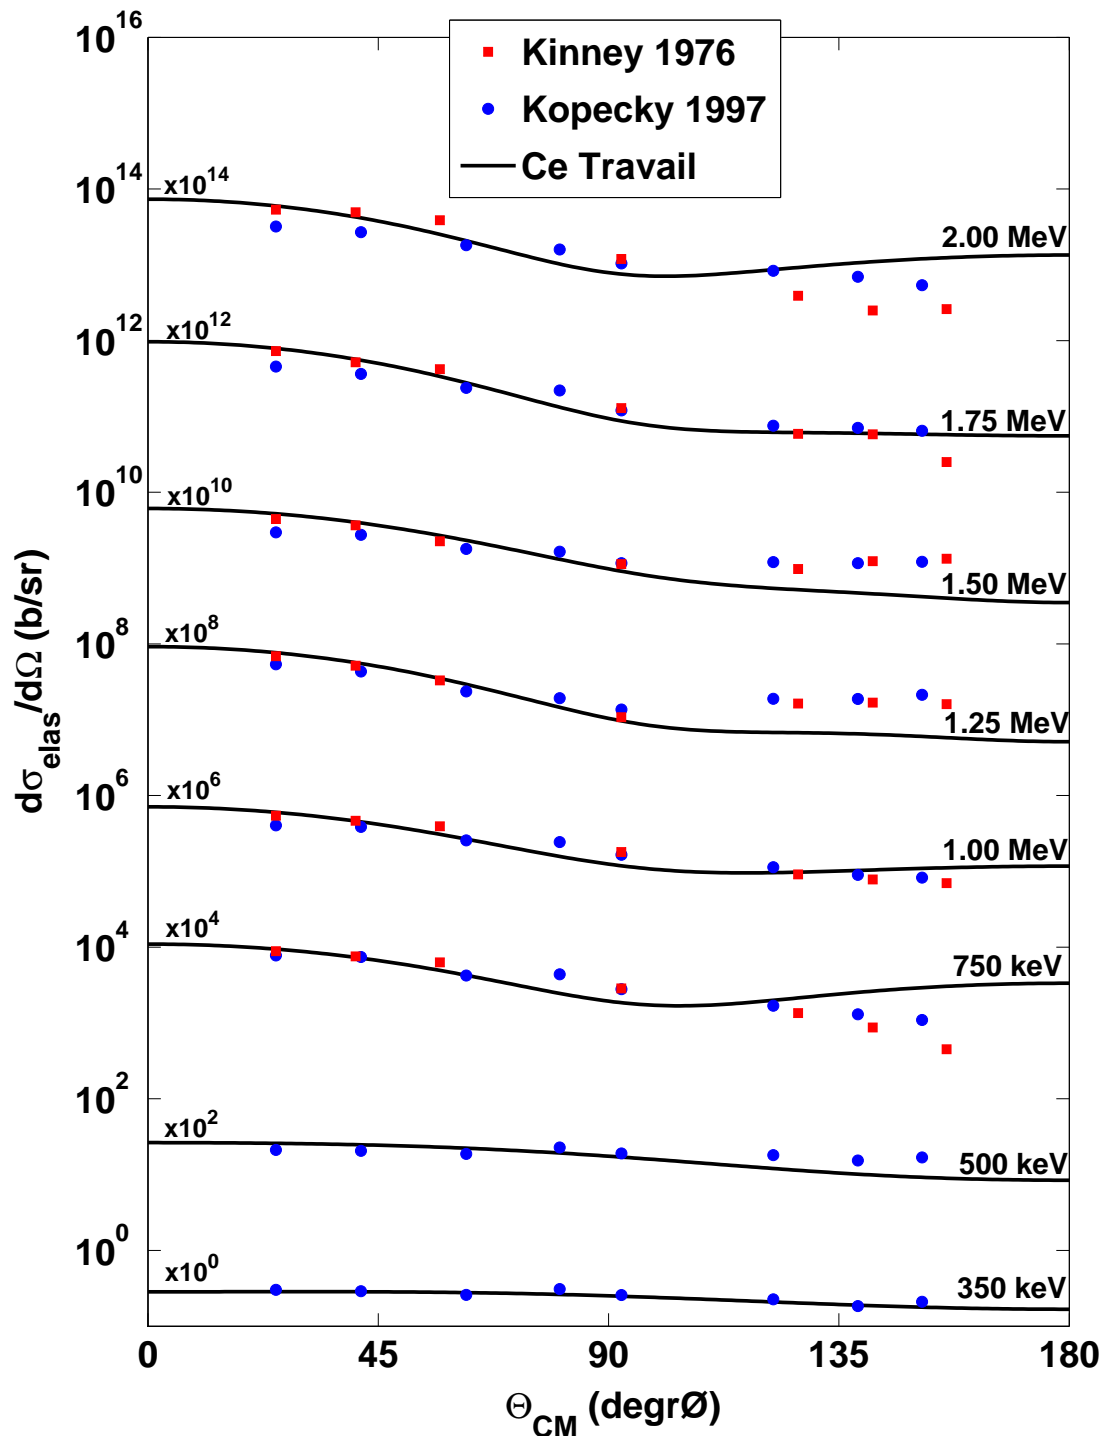 Kinney 1976
Kopecky 1997
Ce Travail
10^16
10^14
10^12
10^10
10^8
10^6
10^4
10^2
10^0
x10^14
2.00 MeV
x10^12
1.75 MeV
x10^10
1.50 MeV
x10^8
1.25 MeV
x10^6
1.00 MeV
x10^4
750 keV
x10^2
500 keV
x10^0
350 keV
dσ_elas/dΩ (b/sr)
0 45 90 135 180
Θ_CM (degrØ)